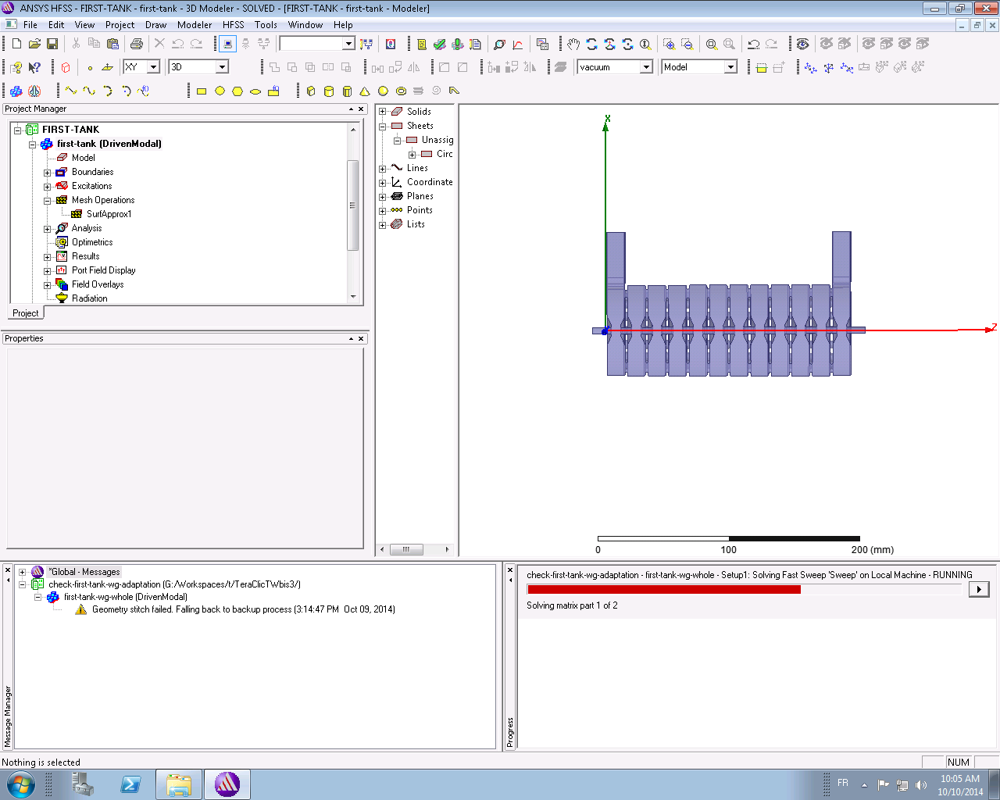 ANSYS HFSS - FIRST-TANK - first-tank - 3D Modeler - SOLVED - [FIRST-TANK - first-tank - Modeler]
File Edit View Project Draw Modeler HFSS Tools Window Help
XY 3D vacuum Model
Project Manager
FIRST-TANK
first-tank (DrivenModal)
Model
Boundaries
Excitations
Mesh Operations
SurfApprox1
Analysis
Optimetrics
Results
Port Field Display
Field Overlays
Radiation
Project
Properties
Solids
Sheets
Unassig
Circ
Lines
Coordinate
Planes
Points
Lists
X
Z
0 100 200 (mm)
*Global - Messages
check-first-tank-wg-adaptation (G:/Workspaces/t/TeraClicTWbis3/)
first-tank-wg-whole (DrivenModal)
Geometry stitch failed. Falling back to backup process (3:14:47 PM Oct 09, 2014)
Message Manager
check-first-tank-wg-adaptation - first-tank-wg-whole - Setup1: Solving Fast Sweep 'Sweep' on Local Machine - RUNNING
Solving matrix part 1 of 2
Progress
Nothing is selected
NUM
FR
10:05 AM
10/10/2014